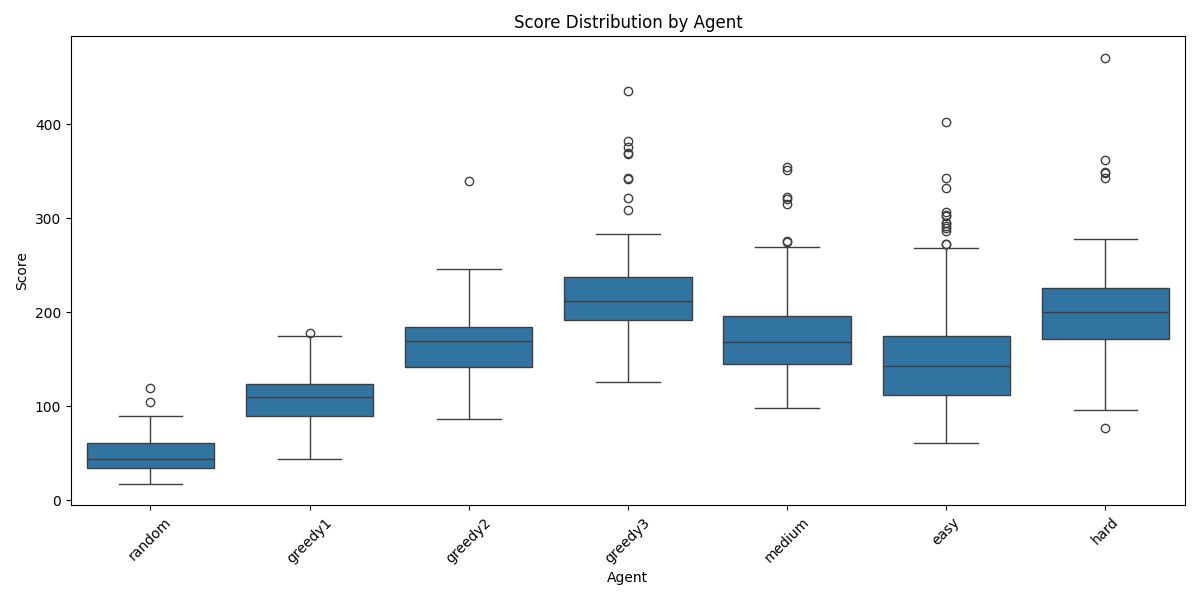 Score Distribution by Agent
Score
400
300
200
100
0
random
greedy1
greedy2
greedy3
medium
easy
hard
Agent